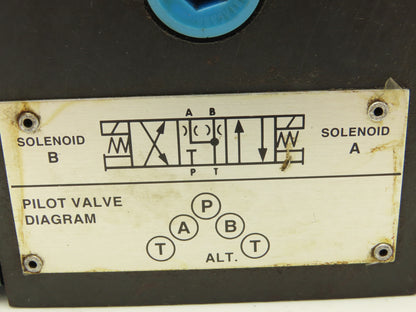 A B
SOLENOID B
SOLENOID A
P T
PILOT VALVE
DIAGRAM
P
A B
T T
ALT.